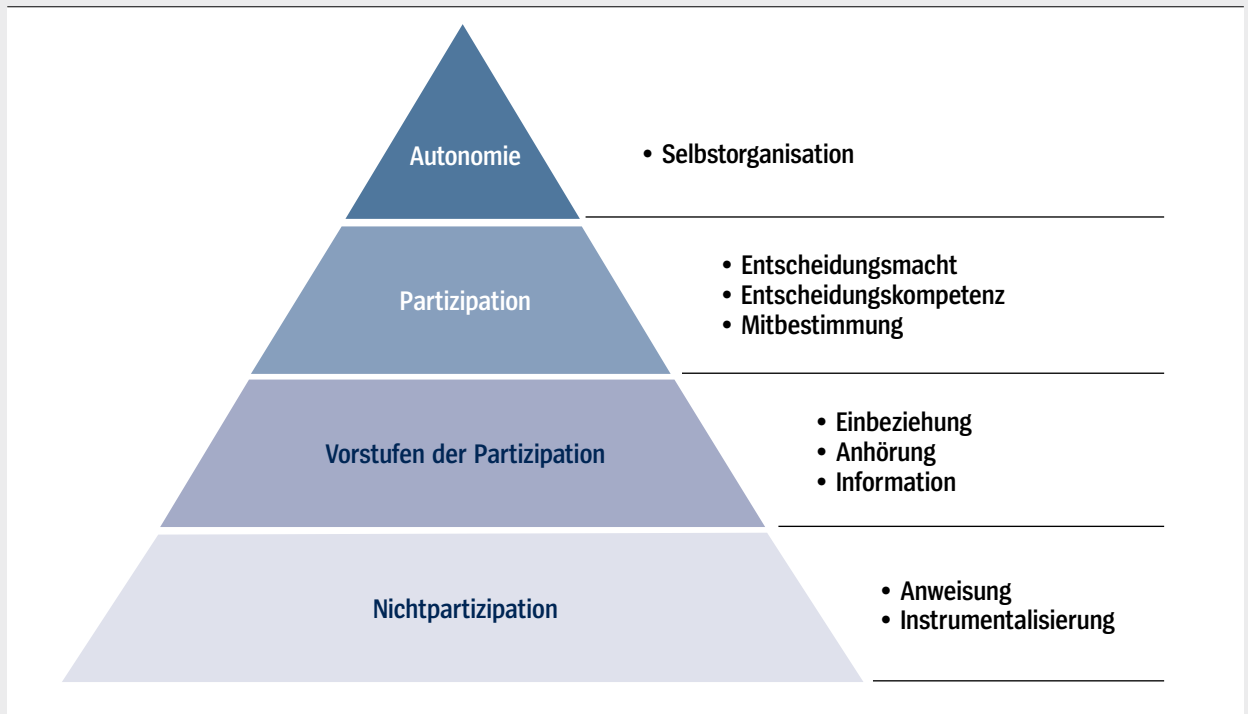 Autonomie
• Selbstorganisation
Partizipation
• Entscheidungsmacht
• Entscheidungskompetenz
• Mitbestimmung
Vorstufen der Partizipation
• Einbeziehung
• Anhörung
• Information
Nichtpartizipation
• Anweisung
• Instrumentalisierung